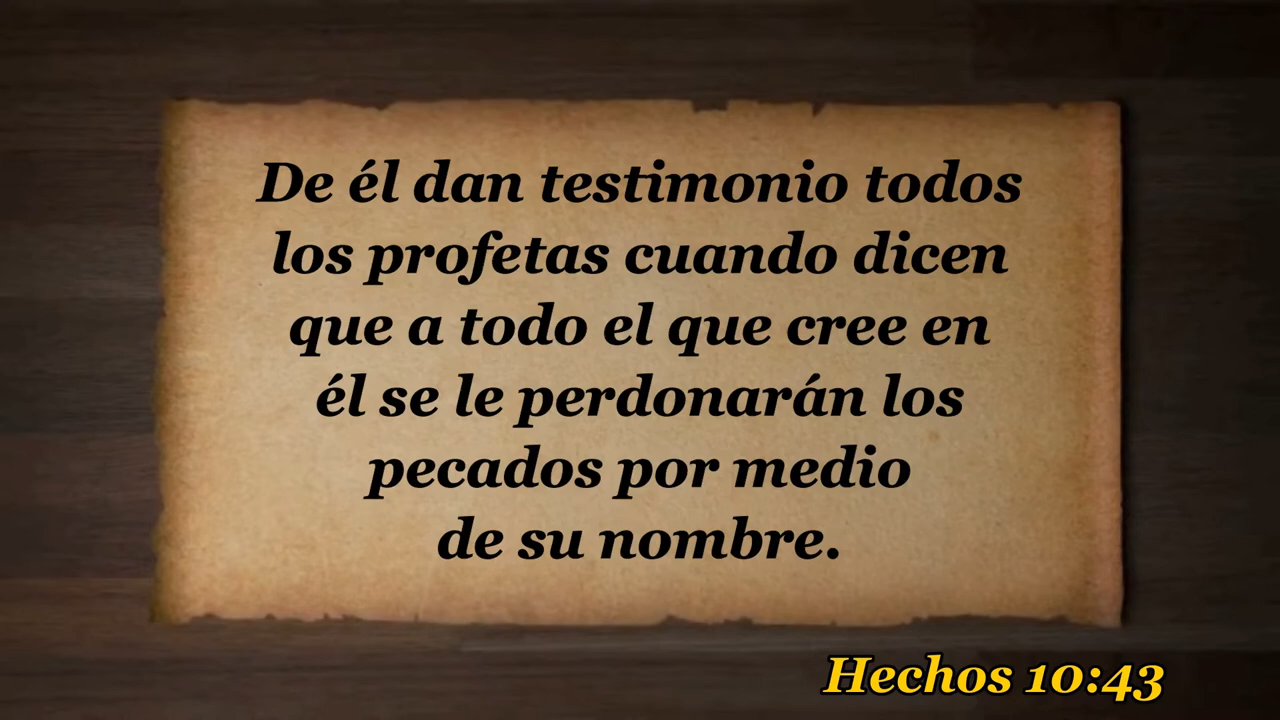 De él dan testimonio todos
los profetas cuando dicen
que a todo el que cree en
él se le perdonarán los
pecados por medio
de su nombre.
Hechos 10:43